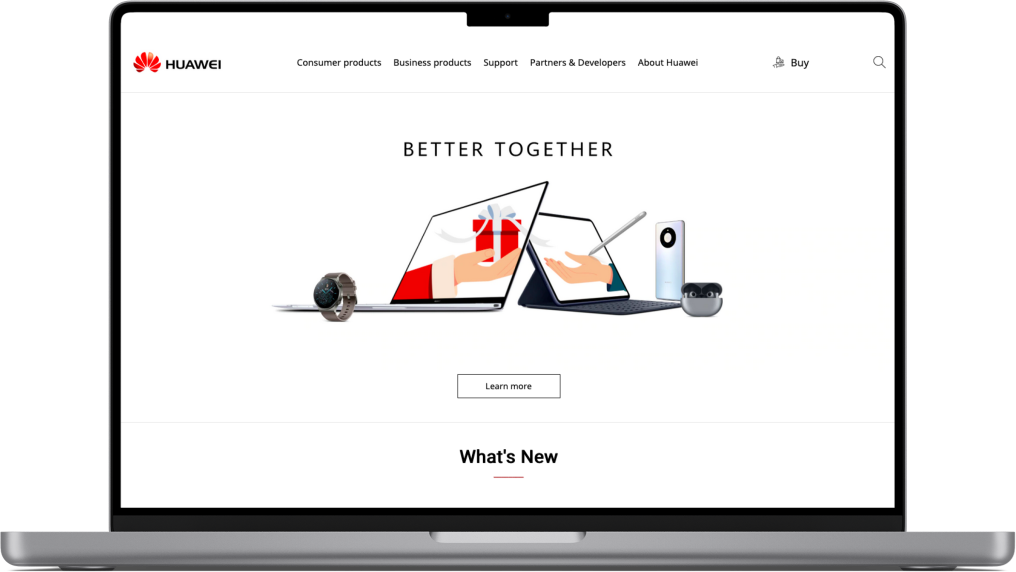 HUAWEI
Consumer products Business products Support Partners & Developers About Huawei Buy
BETTER TOGETHER
Learn more
What's New